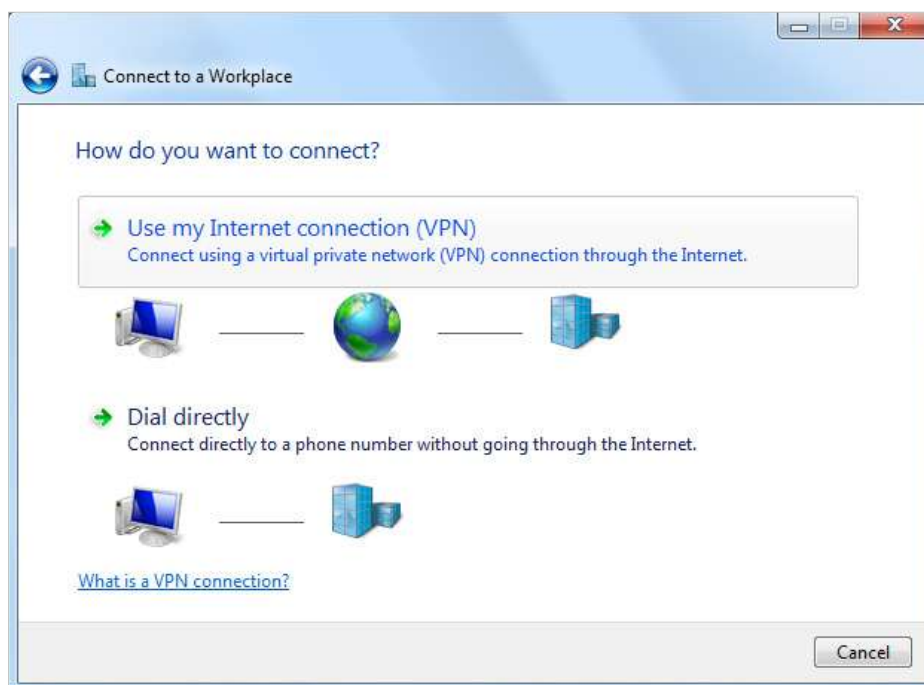 Connect to a Workplace
How do you want to connect?
Use my Internet connection (VPN)
Connect using a virtual private network (VPN) connection through the Internet.
Dial directly
Connect directly to a phone number without going through the Internet.
What is a VPN connection?
Cancel